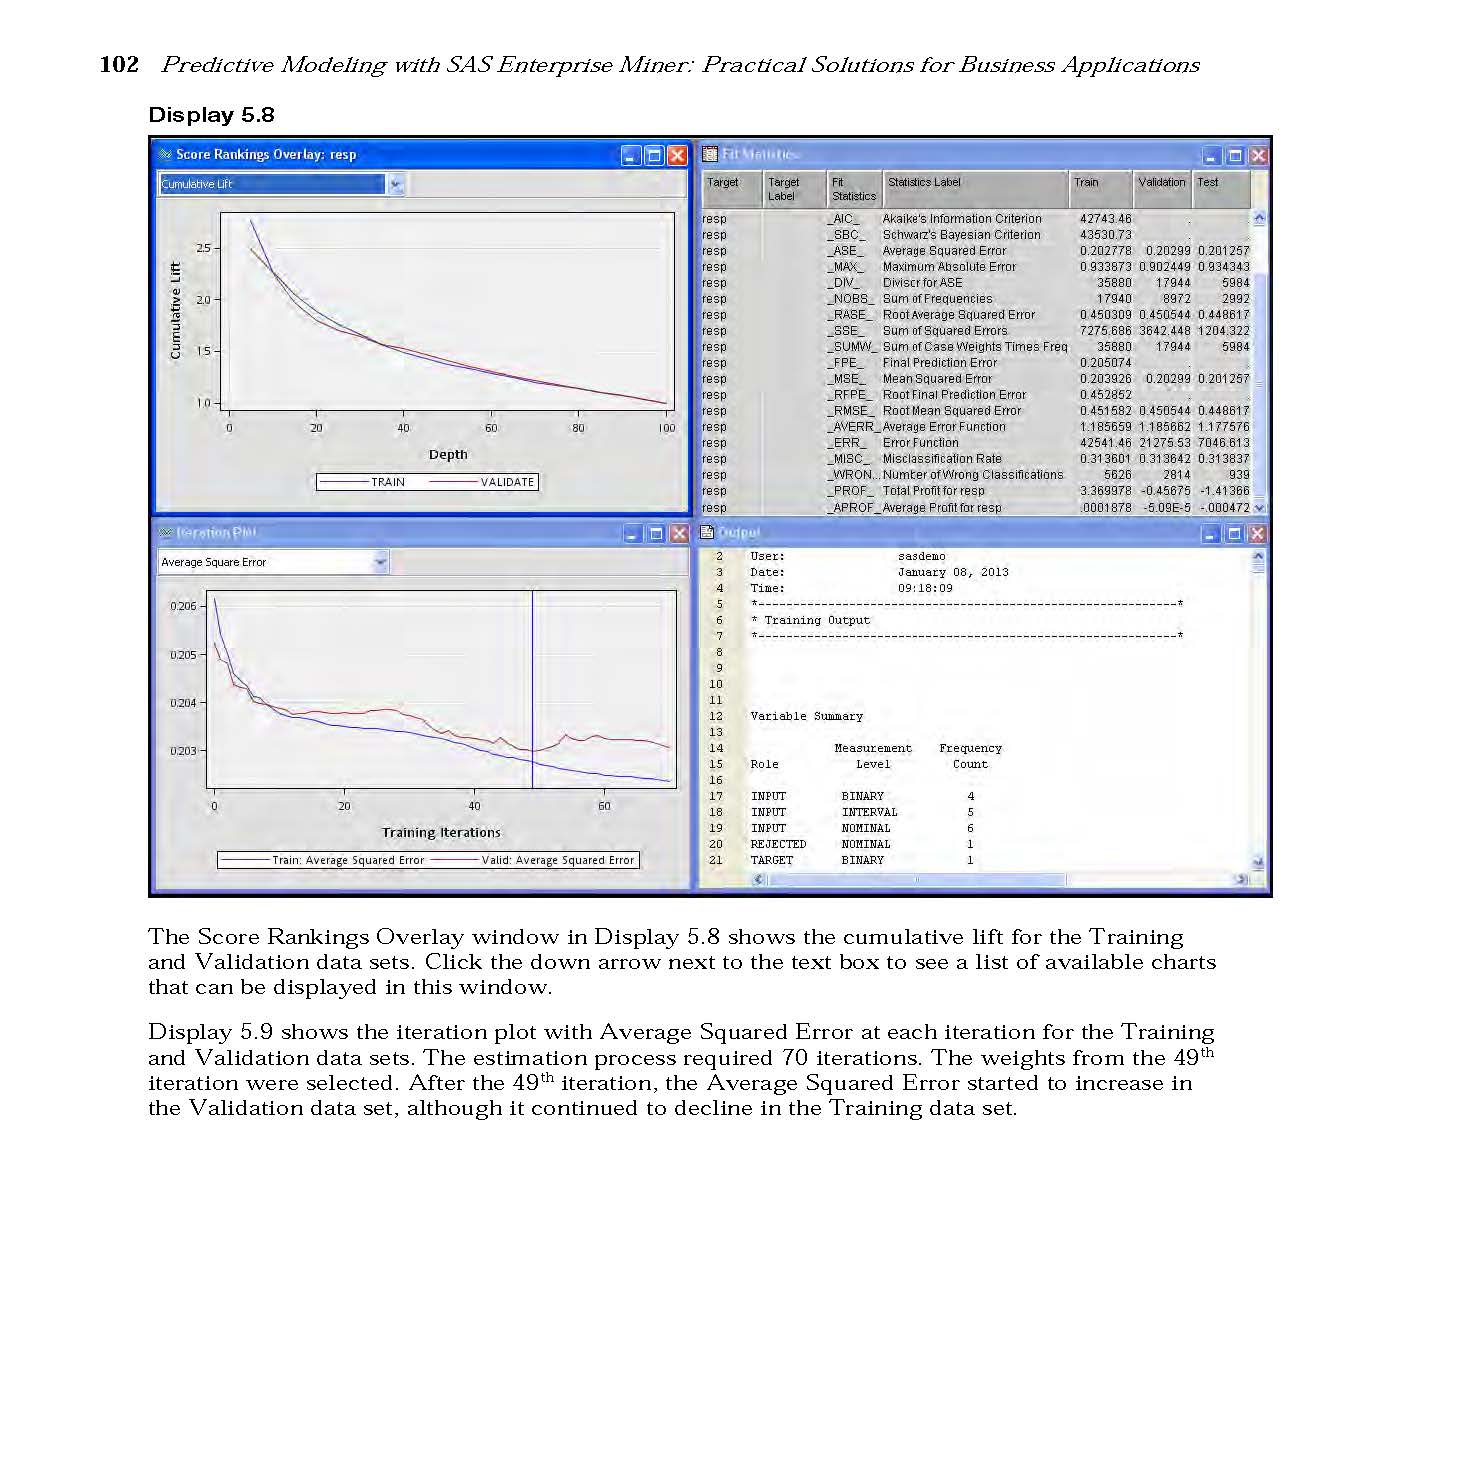 102 Predictive Modeling with SAS Enterprise Miner: Practical Solutions for Business Applications
Display 5.8
Score Rankings Overlay: resp
Cumulative Lift
2.5
2.0
1.5
1.0
Cumulative Lift
0 20 40 60 80 100
Depth
TRAIN VALIDATE
Fit Statistics
Target Target Label Fit Statistics Statistics Label Train Validation Test
resp _AIC_ Akaike's Information Criterion 42743.46 .
resp _SBC_ Schwarz's Bayesian Criterion 43530.73 .
resp _ASE_ Average Squared Error 0.202778 0.20299 0.201257
resp _MAX_ Maximum Absolute Error 0.933873 0.902449 0.934343
resp _DIV_ Divisor for ASE 35880 17944 5984
resp _NOBS_ Sum of Frequencies 17940 8972 2992
resp _RASE_ Root Average Squared Error 0.450309 0.450544 0.448617
resp _SSE_ Sum of Squared Errors 7275.686 3642.448 1204.322
resp _SUMW_ Sum of Case Weights Times Freq 35880 17944 5984
resp _FPE_ Final Prediction Error 0.205074 .
resp _MSE_ Mean Squared Error 0.203926 0.20299 0.201257
resp _RFPE_ Root Final Prediction Error 0.452852 .
resp _RMSE_ Root Mean Squared Error 0.451582 0.450544 0.448617
resp _AVERR_ Average Error Function 1.185659 1.185662 1.177576
resp _ERR_ Error Function 42541.46 21275.53 7046.613
resp _MISC_ Misclassification Rate 0.313601 0.313642 0.313837
resp _WRON... Number of Wrong Classifications 5626 2814 939
resp _PROF_ Total Profit for resp 3.369978 -0.45675 -1.41366
resp _APROF_ Average Profit for resp .0001878 -5.09E-5 -.000472
Iteration Plot
Average Square Error
0.206
0.205
0.204
0.203
0 20 40 60
Training Iterations
Train: Average Squared Error Valid: Average Squared Error
Output
2 User: sasdemo
3 Date: January 08, 2013
4 Time: 09:18:09
5 *------------------------------------------------------------*
6 * Training Output
7 *------------------------------------------------------------*
8
9
10
11
12 Variable Summary
13
14 Measurement Frequency
15 Role Level Count
16
17 INPUT BINARY 4
18 INPUT INTERVAL 5
19 INPUT NOMINAL 6
20 REJECTED NOMINAL 1
21 TARGET BINARY 1
The Score Rankings Overlay window in Display 5.8 shows the cumulative lift for the Training
and Validation data sets. Click the down arrow next to the text box to see a list of available charts
that can be displayed in this window.
Display 5.9 shows the iteration plot with Average Squared Error at each iteration for the Training
and Validation data sets. The estimation process required 70 iterations. The weights from the 49th
iteration were selected. After the 49th iteration, the Average Squared Error started to increase in
the Validation data set, although it continued to decline in the Training data set.